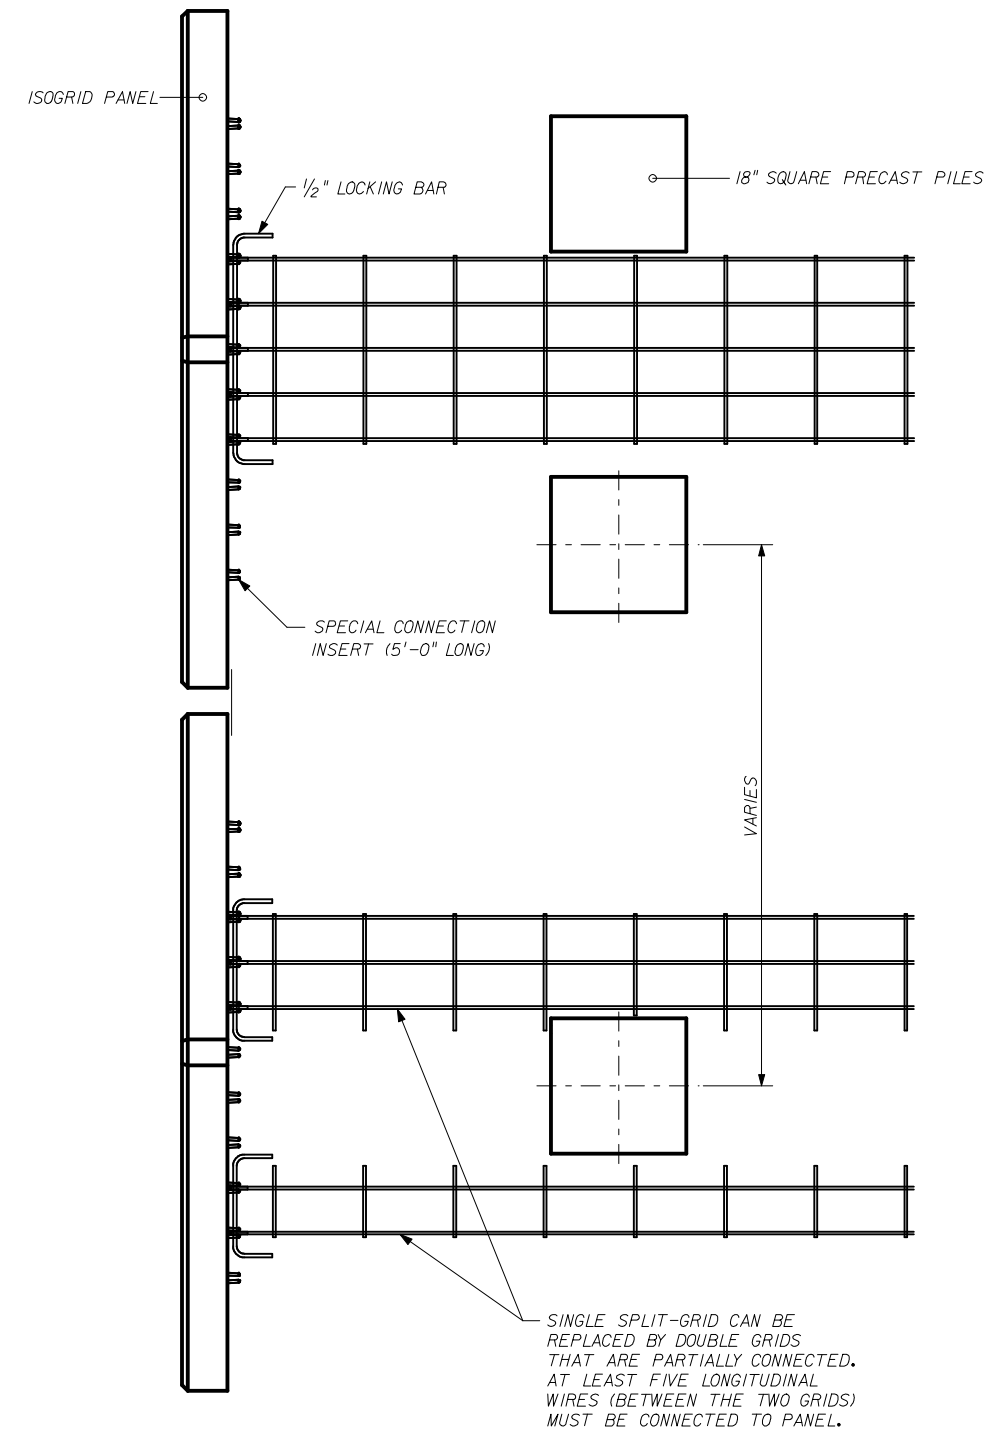 ISOGRID PANEL
1/2" LOCKING BAR
18" SQUARE PRECAST PILES
SPECIAL CONNECTION
INSERT (5'-0" LONG)
VARIES
SINGLE SPLIT-GRID CAN BE
REPLACED BY DOUBLE GRIDS
THAT ARE PARTIALLY CONNECTED.
AT LEAST FIVE LONGITUDINAL
WIRES (BETWEEN THE TWO GRIDS)
MUST BE CONNECTED TO PANEL.